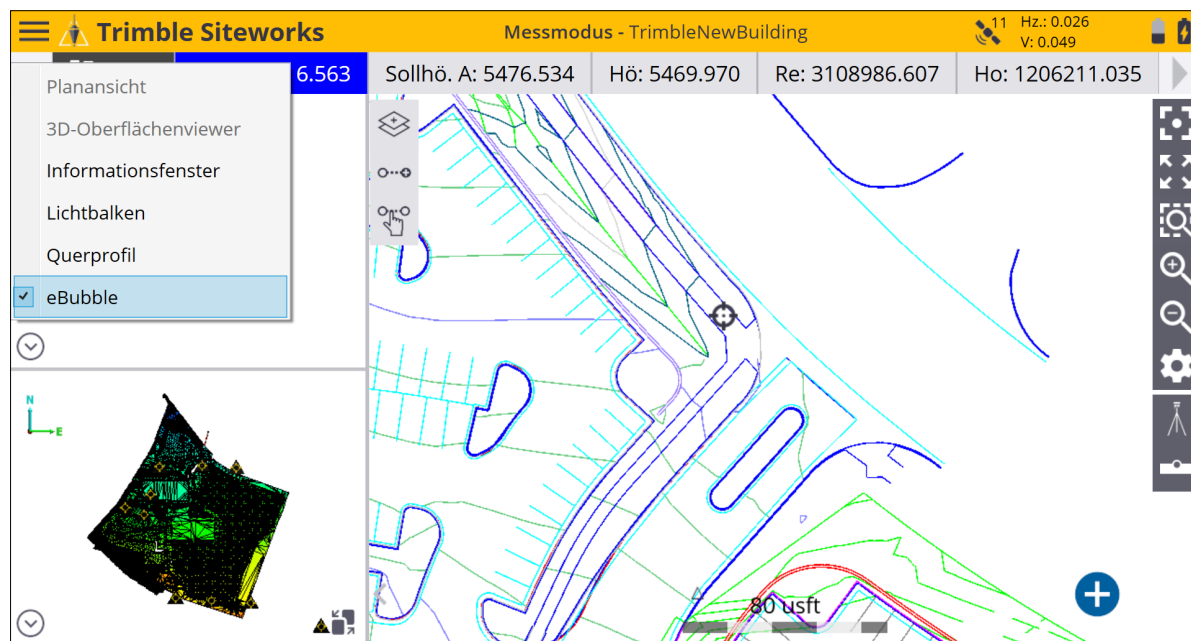 Trimble Siteworks
Messmodus - TrimbleNewBuilding
11
Hz.: 0.026
V: 0.049
6.563
Sollhö. A: 5476.534
Hö: 5469.970
Re: 3108986.607
Ho: 1206211.035
Planansicht
3D-Oberflächenviewer
Informationsfenster
Lichtbalken
Querprofil
eBubble
N
E
80 usft